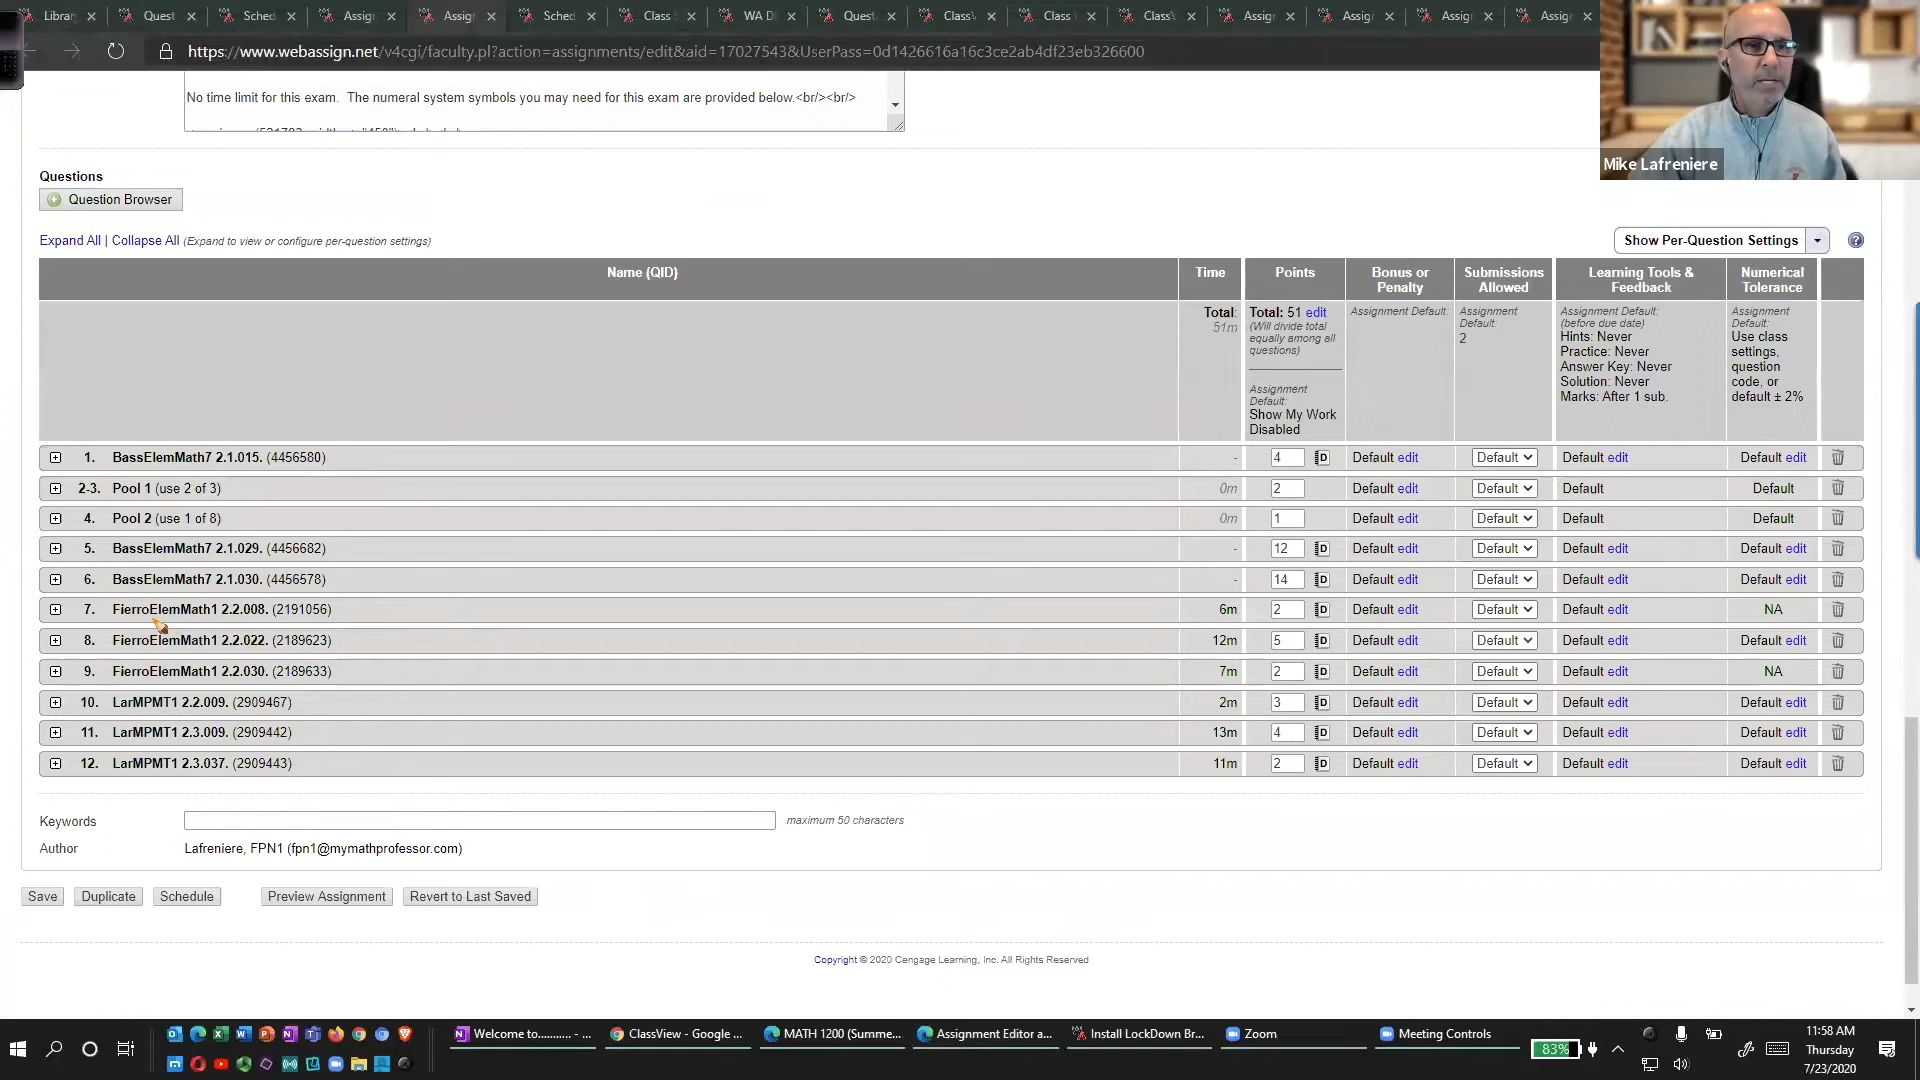 Librar
Quest
Sched
Assig
Assigr
Sched
Class
WA D
Quest
ClassV
Class
ClassV
Assigr
Assigr
Assigr
Assigr
https://www.webassign.net/v4cgi/faculty.pl?action=assignments/edit&aid=17027543&UserPass=0d1426616a16c3ce2ab4df23eb326600
Mike Lafreniere
No time limit for this exam. The numeral system symbols you may need for this exam are provided below.<br/><br/>
Questions
Question Browser
Expand All | Collapse All (Expand to view or configure per-question settings)
Show Per-Question Settings
Name (QID) Time Points Bonus or Penalty Submissions Allowed Learning Tools & Feedback Numerical Tolerance
Total: 51m
Total: 51 edit
(Will divide total
equally among all
questions)
Assignment
Default:
Show My Work
Disabled
Assignment Default:
Assignment
Default:
2
Assignment Default:
(before due date)
Hints: Never
Practice: Never
Answer Key: Never
Solution: Never
Marks: After 1 sub.
Assignment
Default:
Use class
settings,
question
code, or
default ± 2%
1. BassElemMath7 2.1.015. (4456580) - 4 D Default edit Default Default edit Default edit
2-3. Pool 1 (use 2 of 3) 0m 2 Default edit Default Default Default
4. Pool 2 (use 1 of 8) 0m 1 Default edit Default Default Default
5. BassElemMath7 2.1.029. (4456682) - 12 D Default edit Default Default edit Default edit
6. BassElemMath7 2.1.030. (4456578) - 14 D Default edit Default Default edit Default edit
7. FierroElemMath1 2.2.008. (2191056) 6m 2 D Default edit Default Default edit NA
8. FierroElemMath1 2.2.022. (2189623) 12m 5 D Default edit Default Default edit Default edit
9. FierroElemMath1 2.2.030. (2189633) 7m 2 D Default edit Default Default edit NA
10. LarMPMT1 2.2.009. (2909467) 2m 3 D Default edit Default Default edit Default edit
11. LarMPMT1 2.3.009. (2909442) 13m 4 D Default edit Default Default edit Default edit
12. LarMPMT1 2.3.037. (2909443) 11m 2 D Default edit Default Default edit Default edit
Keywords maximum 50 characters
Author Lafreniere, FPN1 (fpn1@mymathprofessor.com)
Save Duplicate Schedule Preview Assignment Revert to Last Saved
Copyright © 2020 Cengage Learning, Inc. All Rights Reserved
Welcome to........... - ...
ClassView - Google ...
MATH 1200 (Summe...
Assignment Editor a...
Install LockDown Br...
Zoom
Meeting Controls
83%
11:58 AM
Thursday
7/23/2020